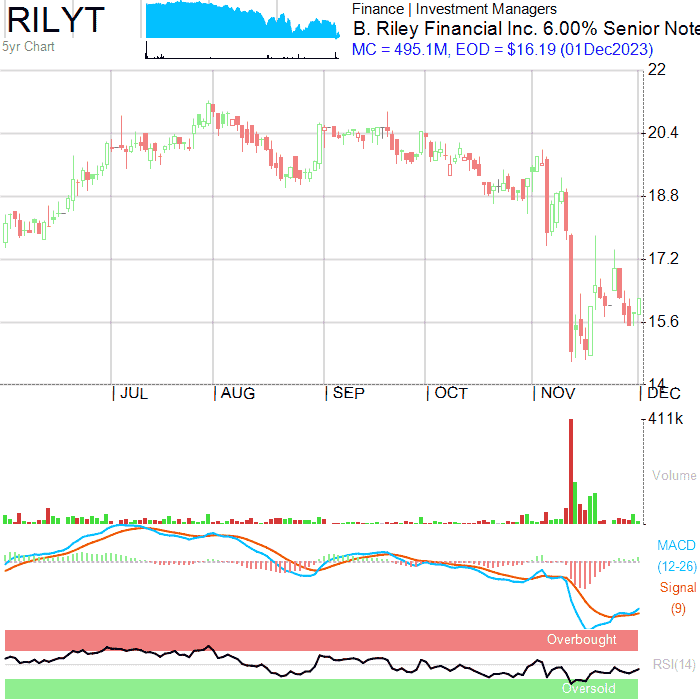 RILYT
5yr Chart
Finance | Investment Managers
B. Riley Financial Inc. 6.00% Senior Note
MC = 495.1M, EOD = $16.19 (01Dec2023)
22
20.4
18.8
17.2
15.6
14
JUL
AUG
SEP
OCT
NOV
DEC
411k
Volume
MACD
(12-26)
Signal
(9)
Overbought
RSI(14)
Oversold